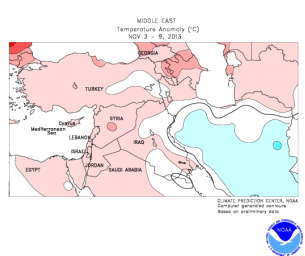 MIDDLE EAST
Temperature Anomaly (°C)
NOV 3 - 9, 2013
GEORGIA
TURKEY
Cyprus
SYRIA
Mediterranean
Sea
LEBANON
IRAQ
ISRAEL
EGYPT
JORDAN
SAUDI ARABIA
CLIMATE PREDICTION CENTER, NOAA
Computer generated contours
Based on preliminary data
NOAA